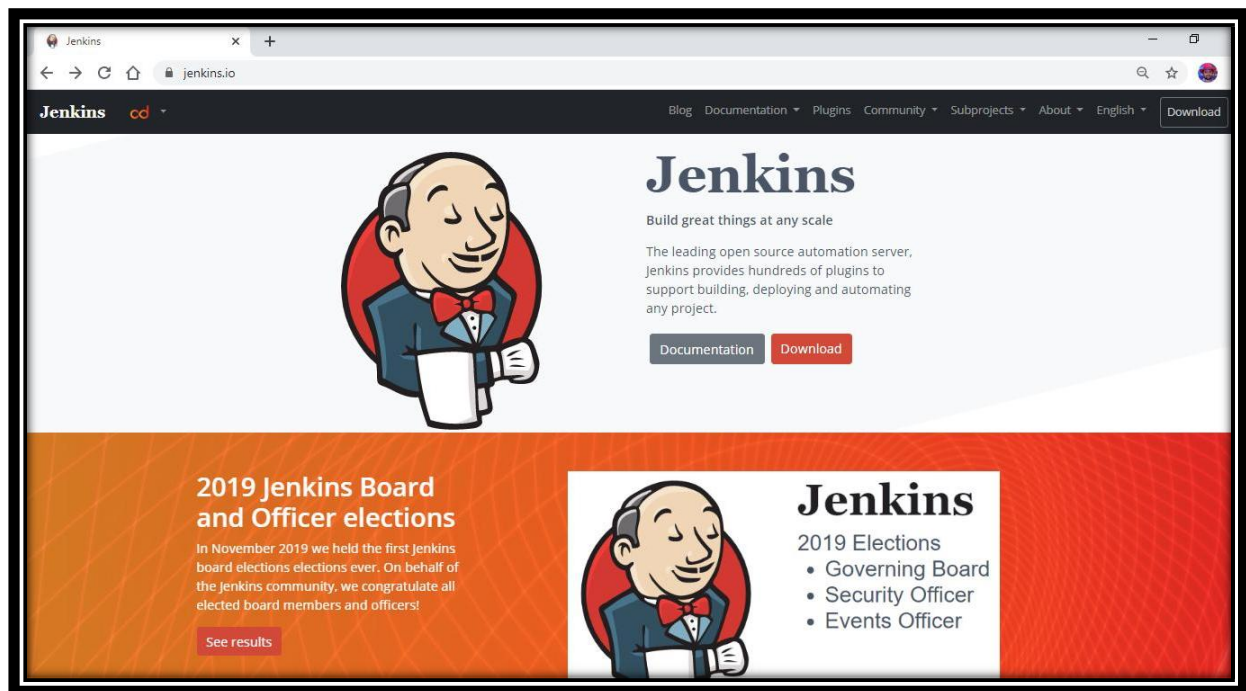 Jenkins
jenkins.io
Jenkins cd Blog Documentation Plugins Community Subprojects About English Download
Jenkins
Build great things at any scale
The leading open source automation server,
Jenkins provides hundreds of plugins to
support building, deploying and automating
any project.
Documentation Download
2019 Jenkins Board
and Officer elections
In November 2019 we held the first Jenkins
board elections elections ever. On behalf of
the Jenkins community, we congratulate all
elected board members and officers!
See results
Jenkins
2019 Elections
• Governing Board
• Security Officer
• Events Officer